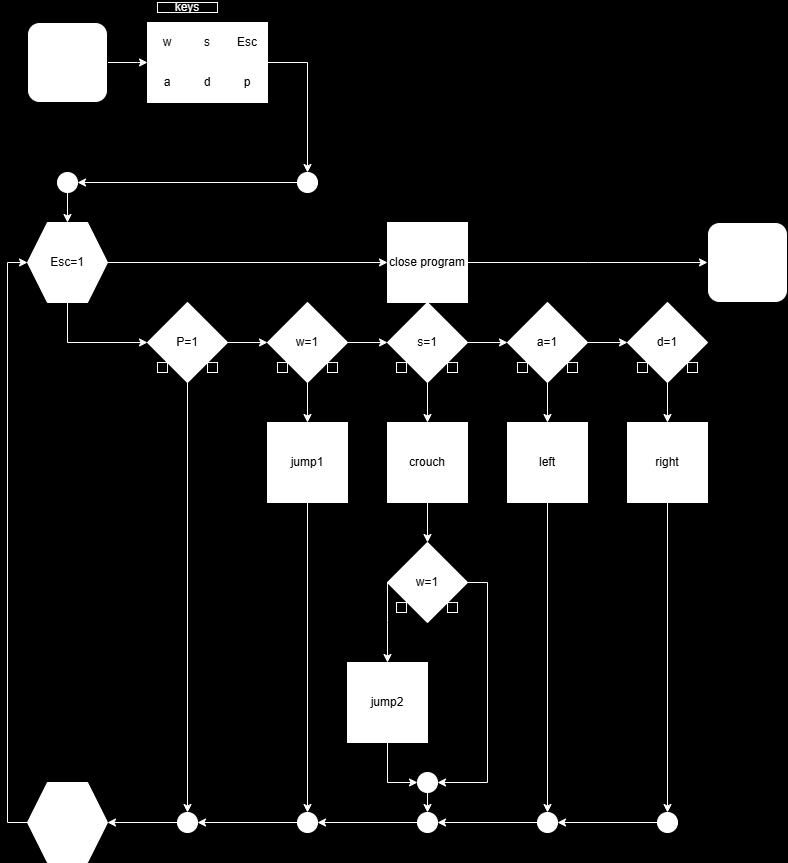 keys
w s Esc
a d p
Esc=1
close program
P=1
w=1
s=1
a=1
d=1
jump1
crouch
left
right
w=1
jump2